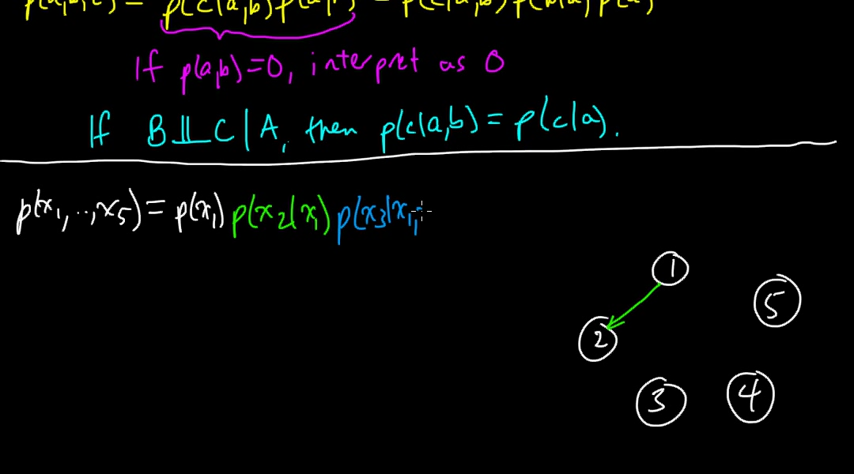 p(c|a,b)
If p(a,b)=0, interpret as 0
If B⫫C|A, then p(c|a,b) = p(c|a).
p(x₁,..,x₅) = p(x₁) p(x₂|x₁) p(x₃|x₁,
1
5
2
3
4